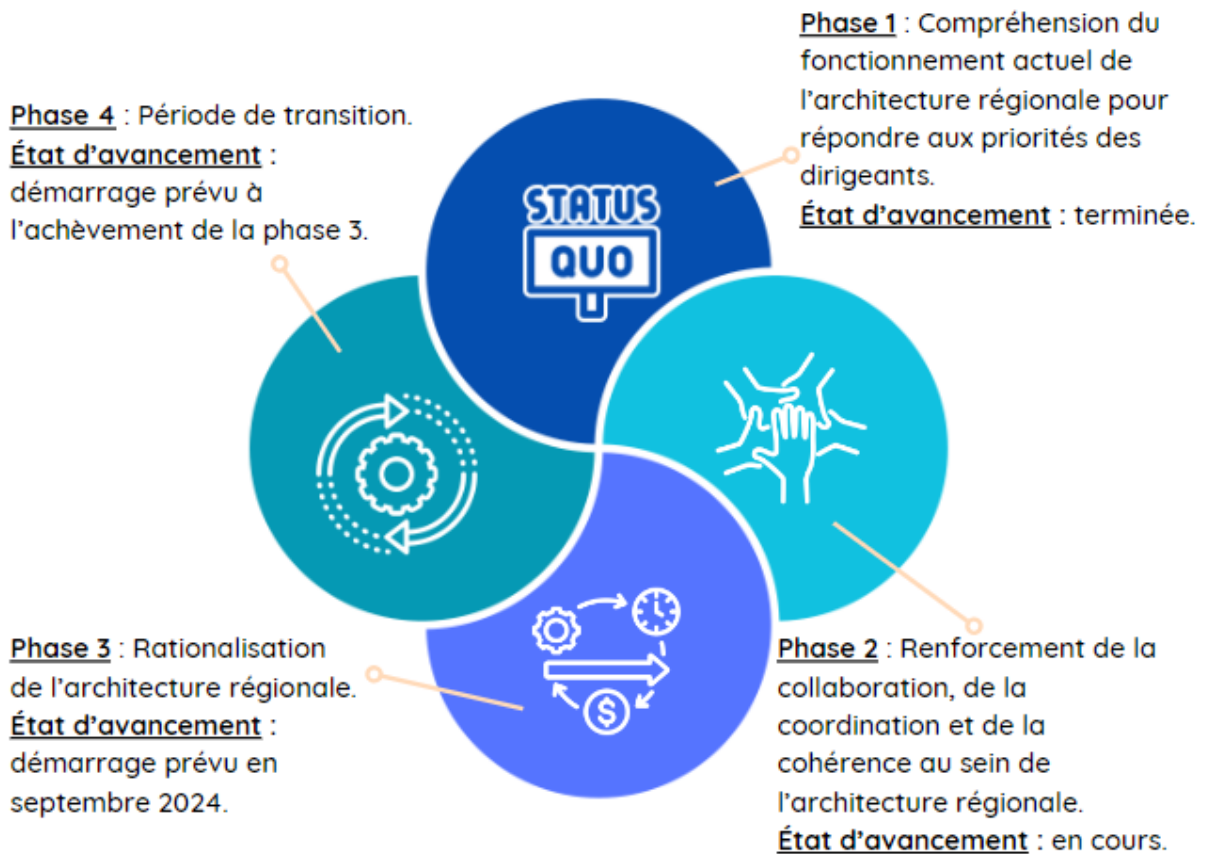 Phase 1 : Compréhension du
fonctionnement actuel de
l'architecture régionale pour
répondre aux priorités des
dirigeants.
État d'avancement : terminée.
Phase 4 : Période de transition.
État d'avancement :
démarrage prévu à
l'achèvement de la phase 3.
STATUS
QUO
Phase 3 : Rationalisation
de l'architecture régionale.
État d'avancement :
démarrage prévu en
septembre 2024.
$
Phase 2 : Renforcement de la
collaboration, de la
coordination et de la
cohérence au sein de
l'architecture régionale.
État d'avancement : en cours.